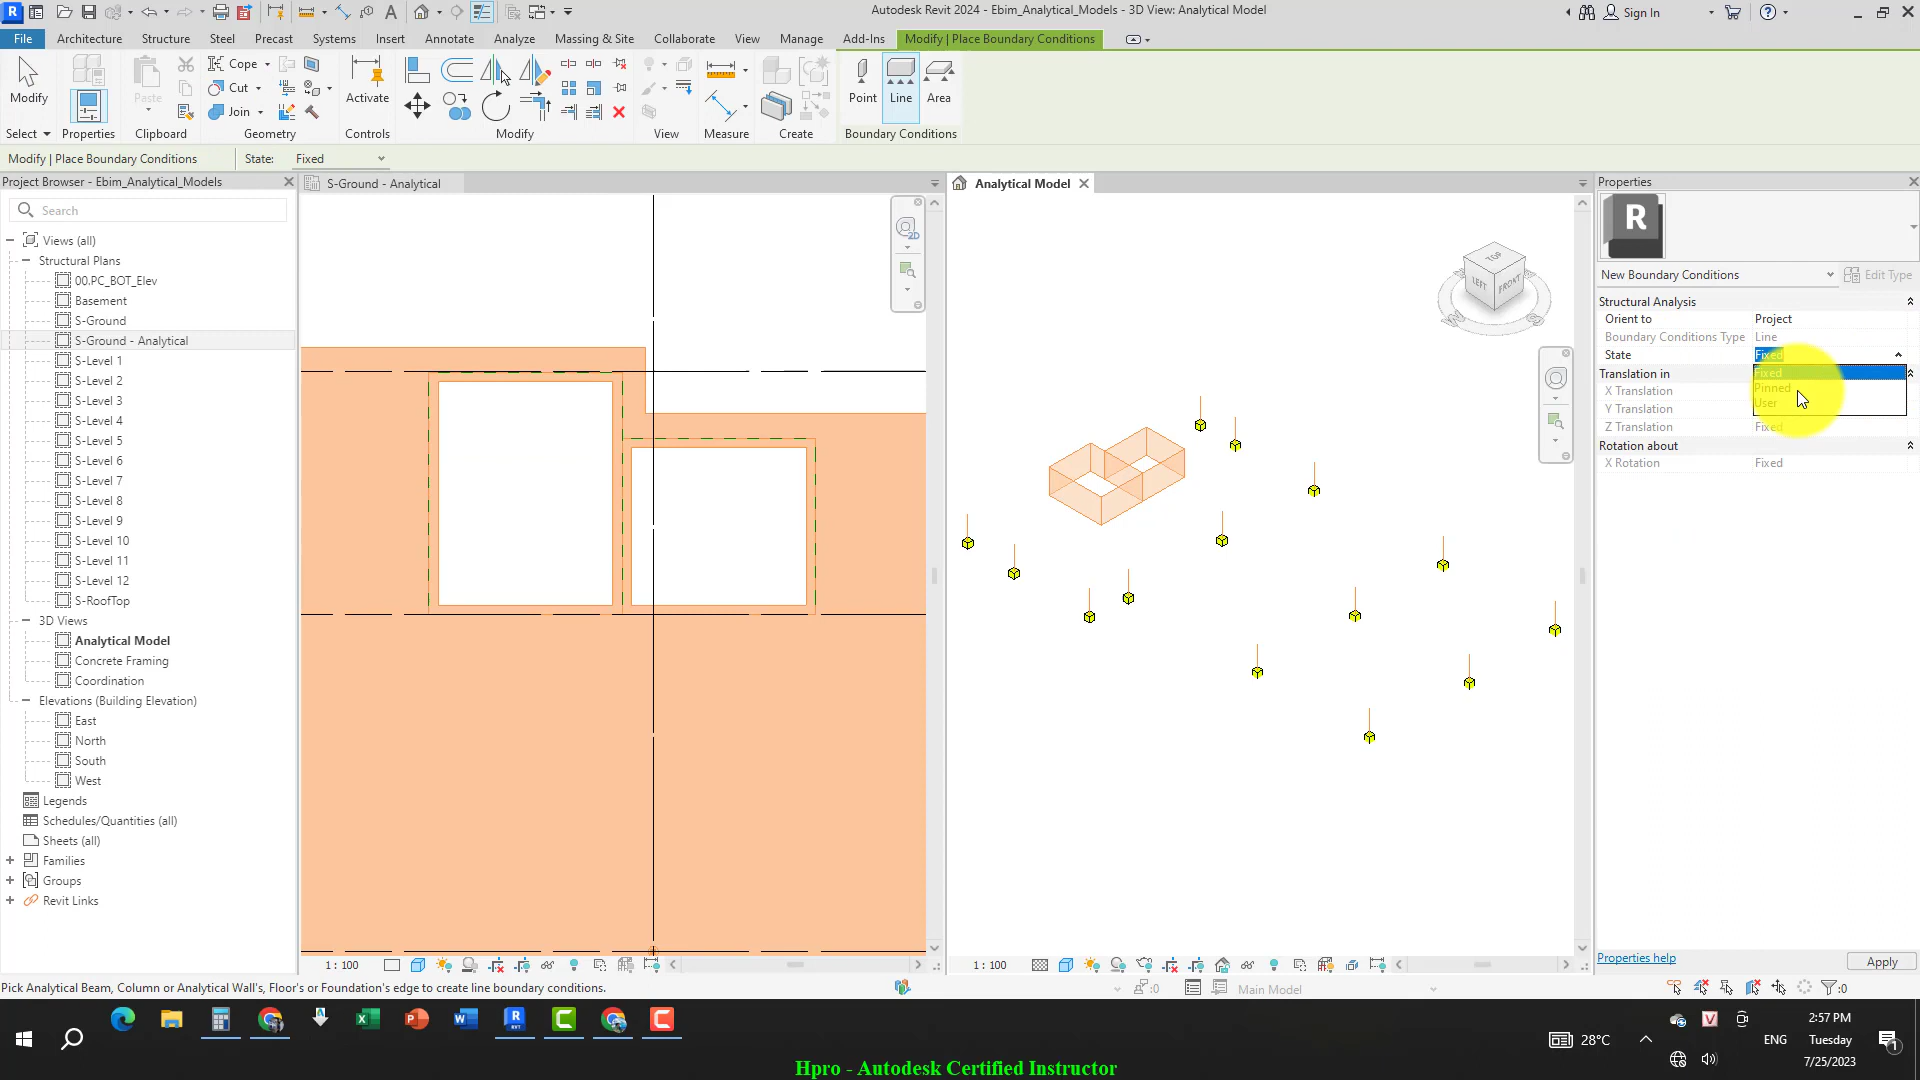 Autodesk Revit 2024 - Ebim_Analytical_Models - 3D View: Analytical Model
Sign In
File Architecture Structure Steel Precast Systems Insert Annotate Analyze Massing & Site Collaborate View Manage Add-Ins Modify | Place Boundary Conditions
Modify
Paste
Cope
Cut
Join
Activate
Point
Line
Area
Select Properties Clipboard Geometry Controls Modify View Measure Create Boundary Conditions
Modify | Place Boundary Conditions State: Fixed
Project Browser - Ebim_Analytical_Models
Search
Views (all)
Structural Plans
00.PC_BOT_Elev
Basement
S-Ground
S-Ground - Analytical
S-Level 1
S-Level 2
S-Level 3
S-Level 4
S-Level 5
S-Level 6
S-Level 7
S-Level 8
S-Level 9
S-Level 10
S-Level 11
S-Level 12
S-RoofTop
3D Views
Analytical Model
Concrete Framing
Coordination
Elevations (Building Elevation)
East
North
South
West
Legends
Schedules/Quantities (all)
Sheets (all)
Families
Groups
Revit Links
S-Ground - Analytical
2D
1 : 100
Analytical Model
TOP
LEFT
FRONT
W
S
1 : 100
Properties
R
New Boundary Conditions Edit Type
Structural Analysis
Orient to Project
Boundary Conditions Type Line
State Fixed
Fixed
Pinned
User
Translation in
X Translation
Y Translation
Z Translation Fixed
Rotation about
X Rotation Fixed
Properties help Apply
Pick Analytical Beam, Column or Analytical Wall's, Floor's or Foundation's edge to create line boundary conditions.
:0
Main Model
:0
28°C
ENG
2:57 PM
Tuesday
7/25/2023
1
Hpro - Autodesk Certified Instructor